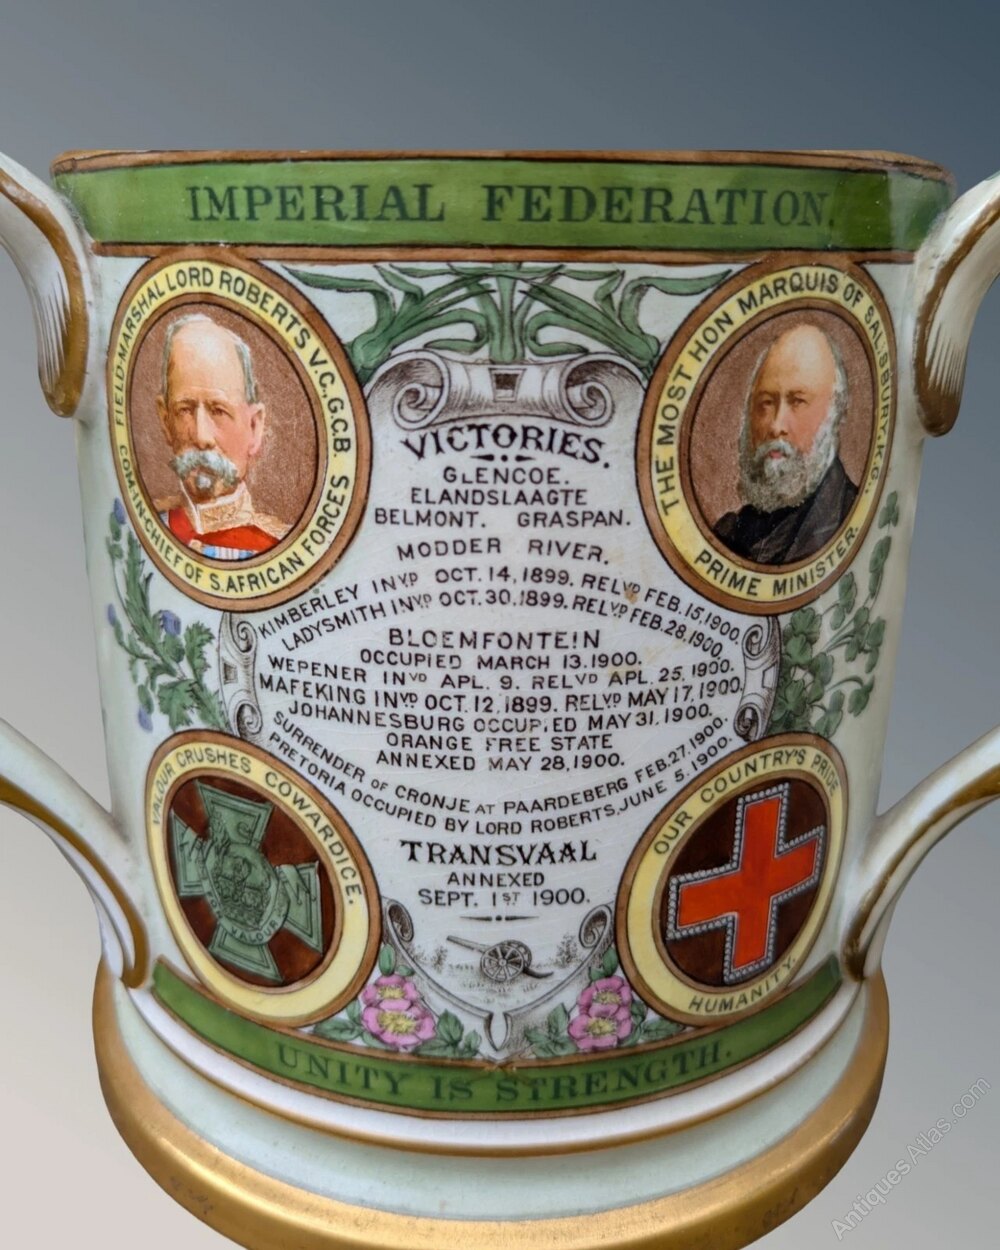 IMPERIAL FEDERATION.
FIELD-MARSHAL LORD ROBERTS V.C., G.C.B
COM-IN-CHIEF OF S. AFRICAN FORCES
THE MOST HON MARQUIS OF SALISBURY, K.G.,
PRIME MINISTER.
VICTORIES.
GLENCOE.
ELANDSLAAGTE
BELMONT. GRASPAN.
MODDER RIVER.
KIMBERLEY INVD OCT. 14, 1899. RELVD FEB. 15, 1900.
LADYSMITH INVD OCT. 30. 1899. RELVD FEB. 28, 1900.
BLOEMFONTEIN
OCCUPIED MARCH 13. 1900.
WEPENER INVD APL. 9. RELVD APL. 25, 1900.
MAFEKING INVD OCT. 12, 1899. RELVD MAY 17, 1900.
JOHANNESBURG OCCUPIED MAY 31. 1900.
ORANGE FREE STATE
ANNEXED MAY 28, 1900.
SURRENDER OF CRONJE AT PAARDEBERG FEB. 27. 1900.
PRETORIA OCCUPIED BY LORD ROBERTS, JUNE 5. 1900.
TRANSVAAL
ANNEXED
SEPT. 1ST 1900.
VALOUR CRUSHES COWARDICE.
VALOUR
OUR COUNTRY'S PRIDE
HUMANITY.
UNITY IS STRENGTH.
AntiquesAtlas.com